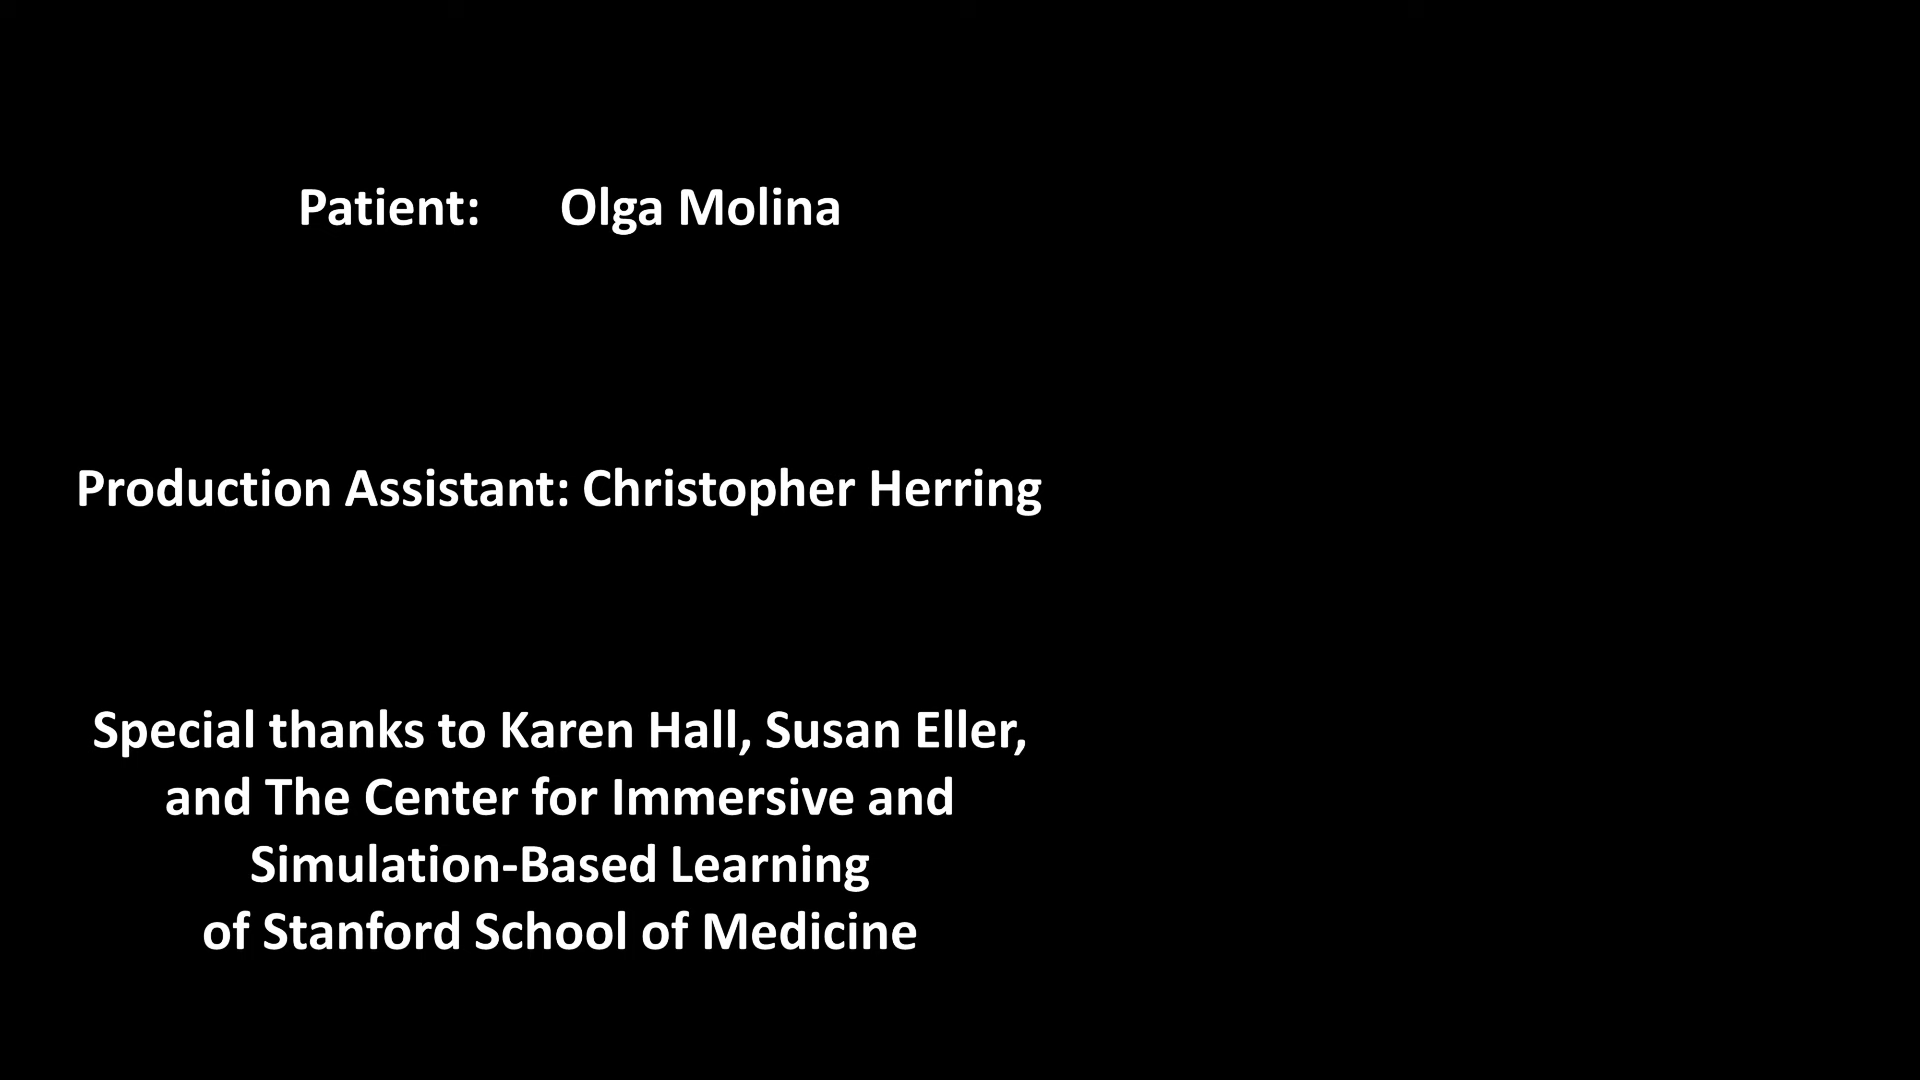 Patient: Olga Molina
Production Assistant: Christopher Herring
Special thanks to Karen Hall, Susan Eller,
and The Center for Immersive and
Simulation-Based Learning
of Stanford School of Medicine